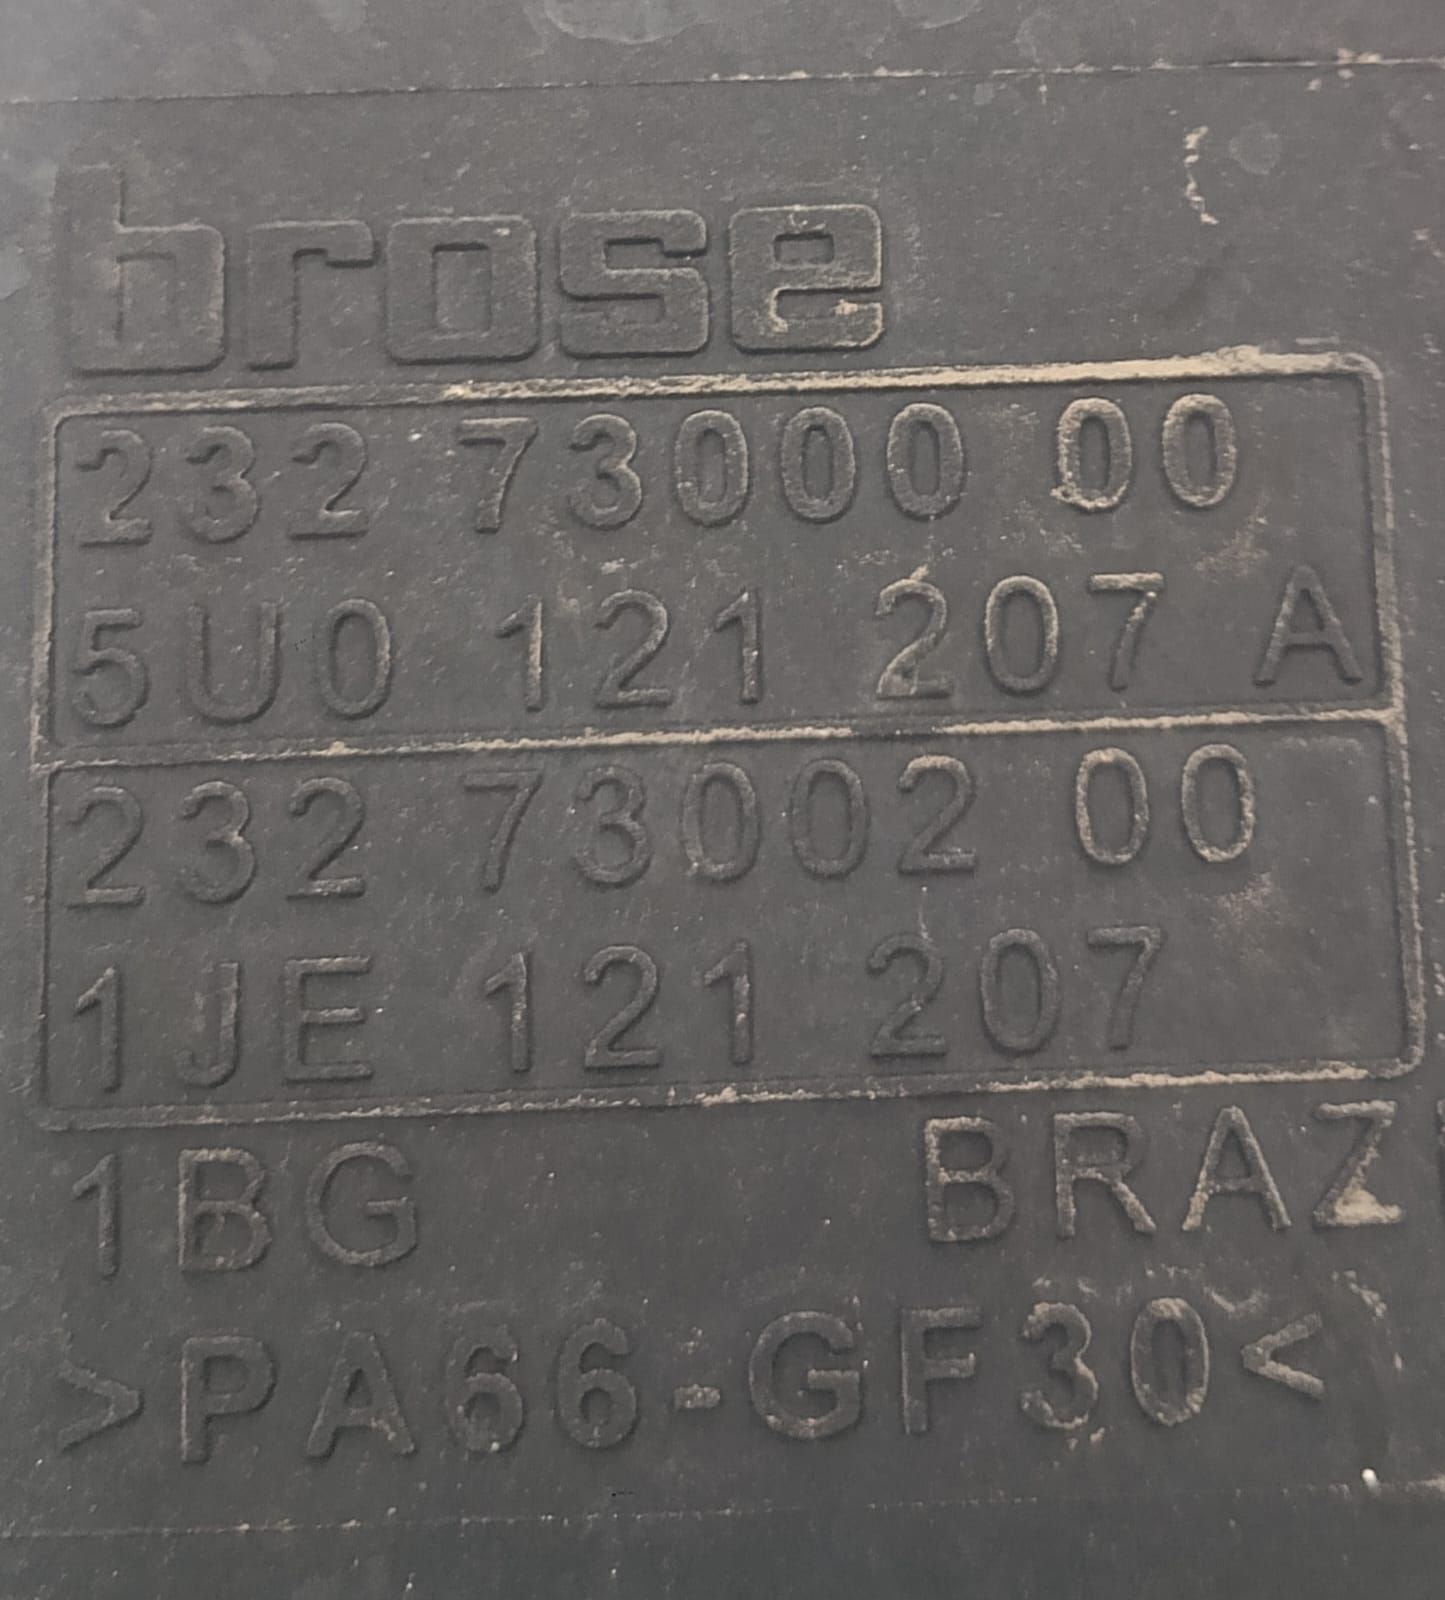 brose
232 73000 00
5U0 121 207 A
232 73002 00
1JE 121 207
1BG BRAZ
>PA66-GF30<